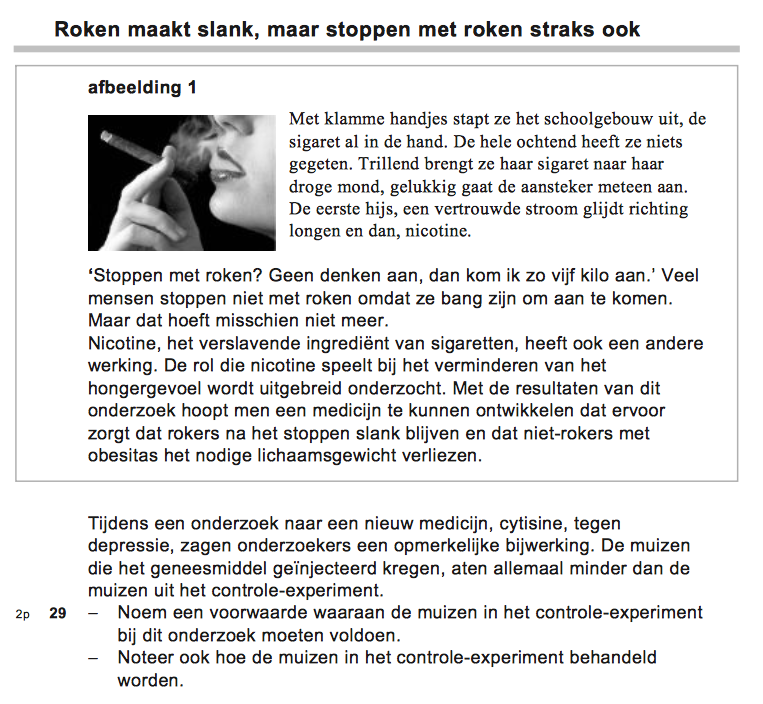 Roken maakt slank, maar stoppen met roken straks ook
afbeelding 1
Met klamme handjes stapt ze het schoolgebouw uit, de
sigaret al in de hand. De hele ochtend heeft ze niets
gegeten. Trillend brengt ze haar sigaret naar haar
droge mond, gelukkig gaat de aansteker meteen aan.
De eerste hijs, een vertrouwde stroom glijdt richting
longen en dan, nicotine.
‘Stoppen met roken? Geen denken aan, dan kom ik zo vijf kilo aan.’ Veel
mensen stoppen niet met roken omdat ze bang zijn om aan te komen.
Maar dat hoeft misschien niet meer.
Nicotine, het verslavende ingrediënt van sigaretten, heeft ook een andere
werking. De rol die nicotine speelt bij het verminderen van het
hongergevoel wordt uitgebreid onderzocht. Met de resultaten van dit
onderzoek hoopt men een medicijn te kunnen ontwikkelen dat ervoor
zorgt dat rokers na het stoppen slank blijven en dat niet-rokers met
obesitas het nodige lichaamsgewicht verliezen.
Tijdens een onderzoek naar een nieuw medicijn, cytisine, tegen
depressie, zagen onderzoekers een opmerkelijke bijwerking. De muizen
die het geneesmiddel geïnjecteerd kregen, aten allemaal minder dan de
muizen uit het controle-experiment.
2p 29 – Noem een voorwaarde waaraan de muizen in het controle-experiment
bij dit onderzoek moeten voldoen.
– Noteer ook hoe de muizen in het controle-experiment behandeld
worden.